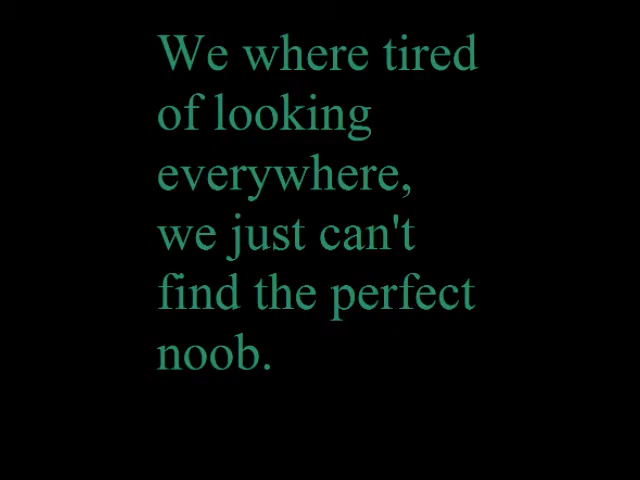 We where tired
of looking
everywhere,
we just can't
find the perfect
noob.